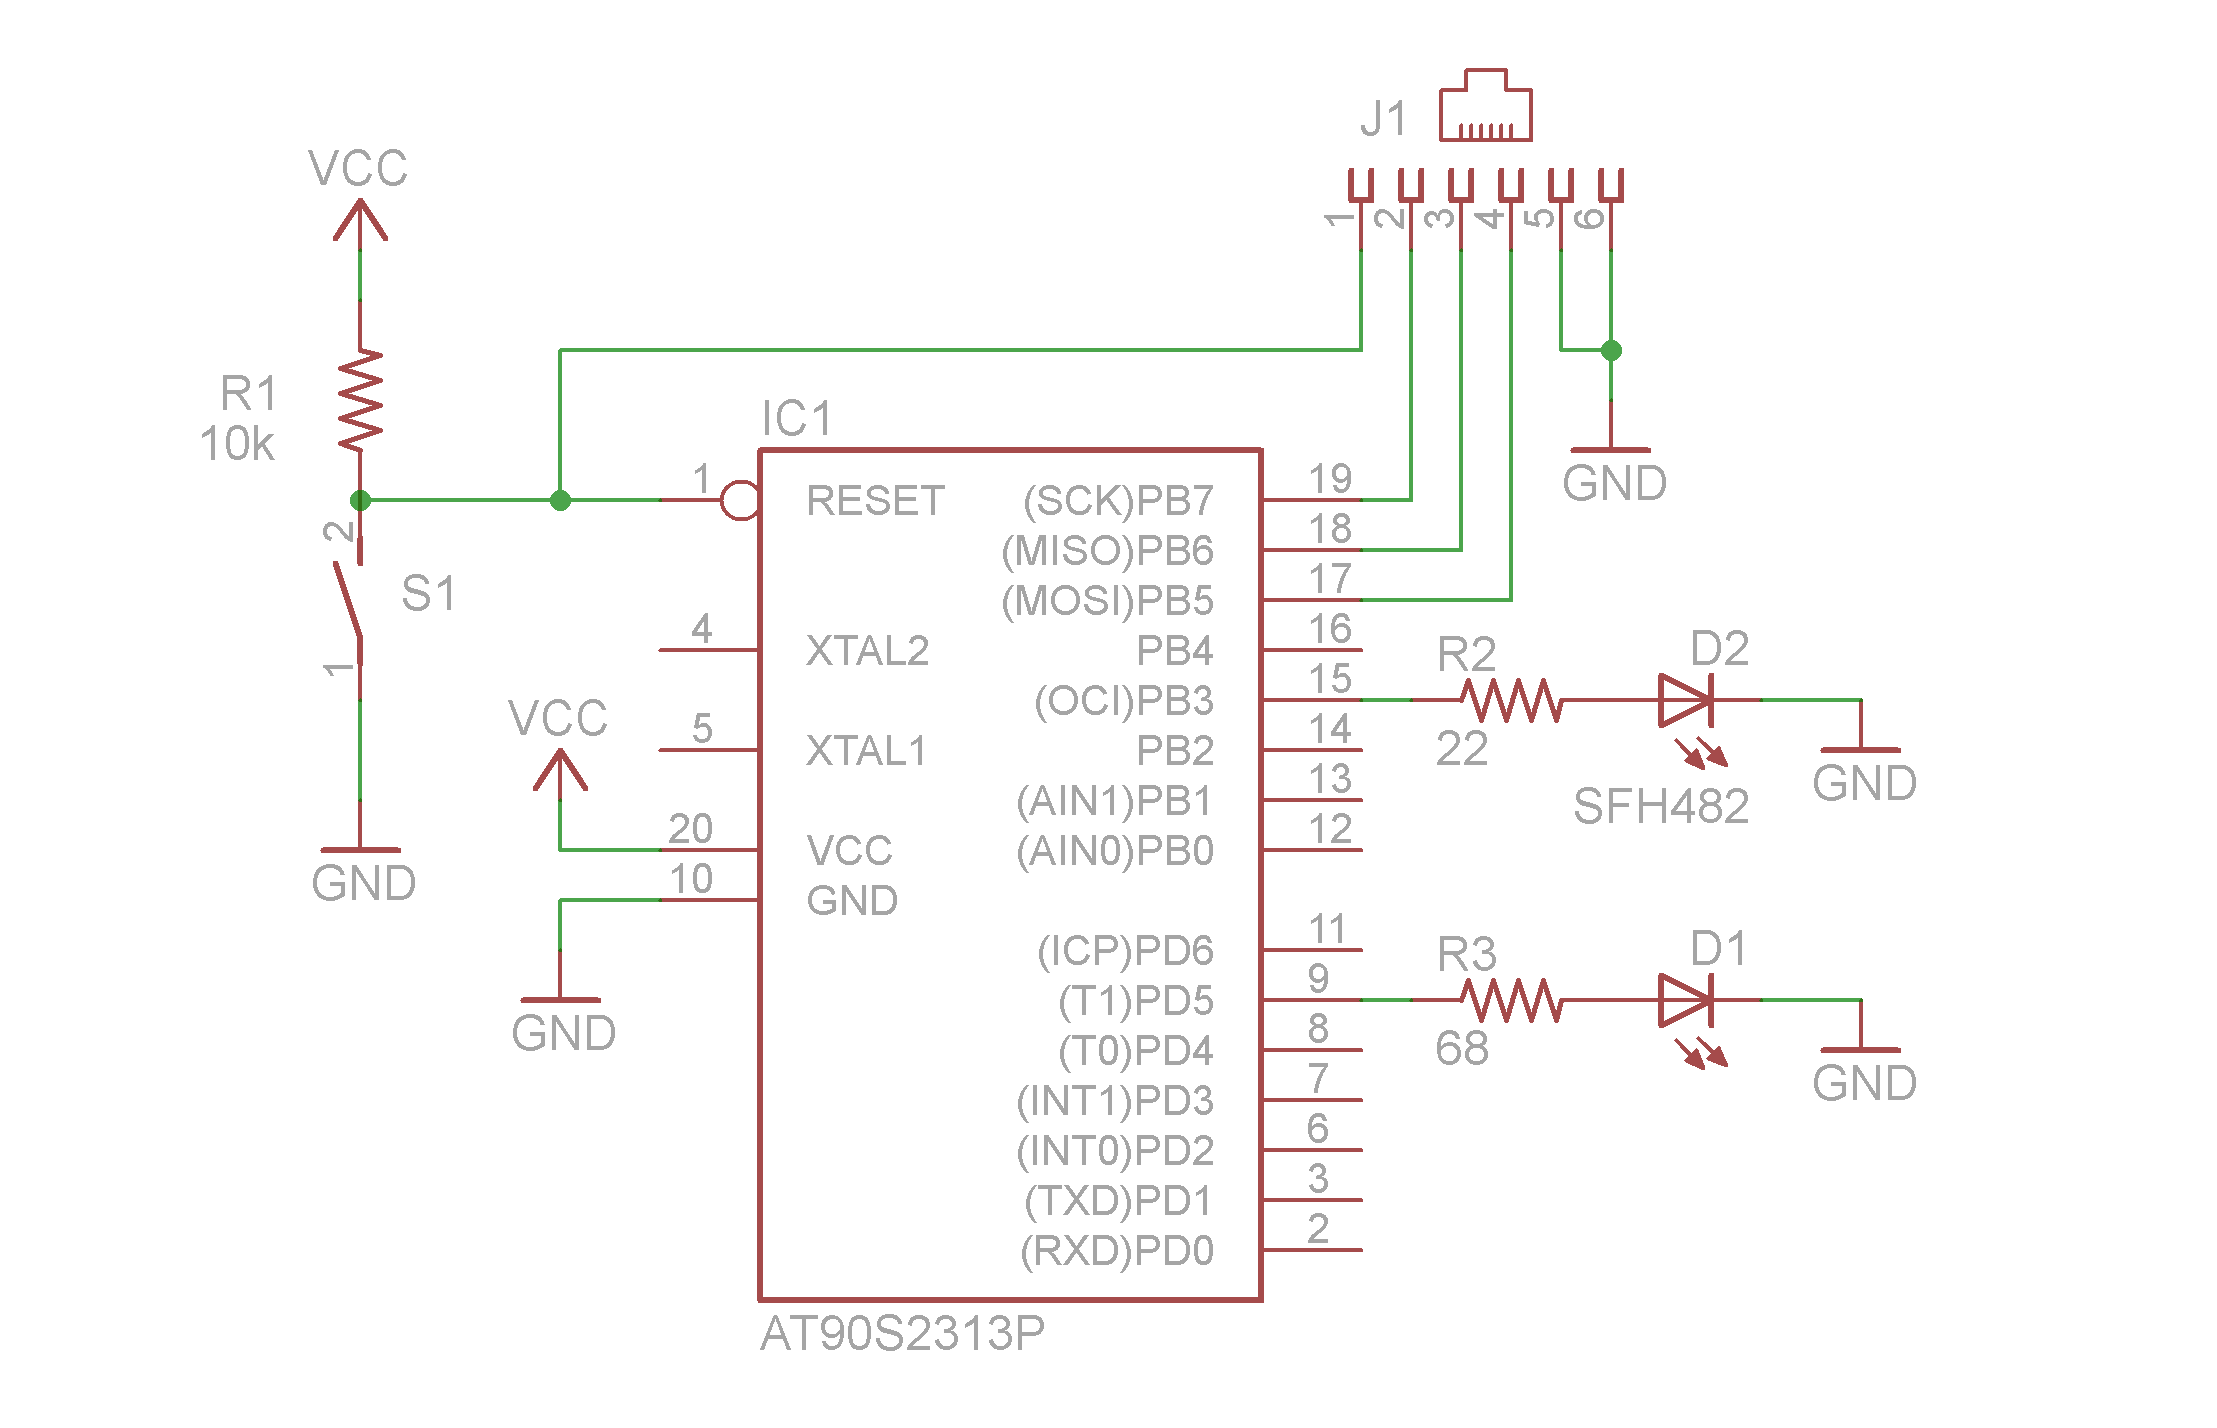 J1
1 2 3 4 5 6
VCC
R1
10k
2
S1
1
GND
VCC
GND
GND
IC1
1 RESET (SCK)PB7 19
(MISO)PB6 18
(MOSI)PB5 17
4 XTAL2 PB4 16
(OCI)PB3 15
5 XTAL1 PB2 14
(AIN1)PB1 13
20 VCC (AIN0)PB0 12
10 GND
(ICP)PD6 11
(T1)PD5 9
(T0)PD4 8
(INT1)PD3 7
(INT0)PD2 6
(TXD)PD1 3
(RXD)PD0 2
AT90S2313P
R2
22
D2
SFH482
GND
R3
68
D1
GND